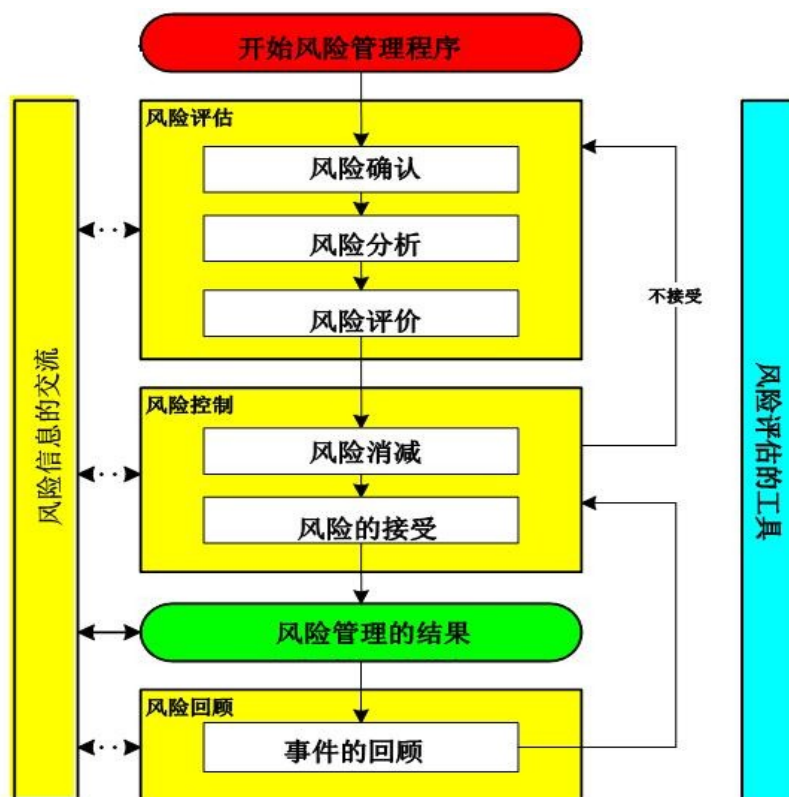 开始风险管理程序
风险评估
风险确认
风险分析
风险评价
不接受
风险控制
风险消减
风险的接受
风险管理的结果
风险回顾
事件的回顾
风险信息的交流
风险评估的工具